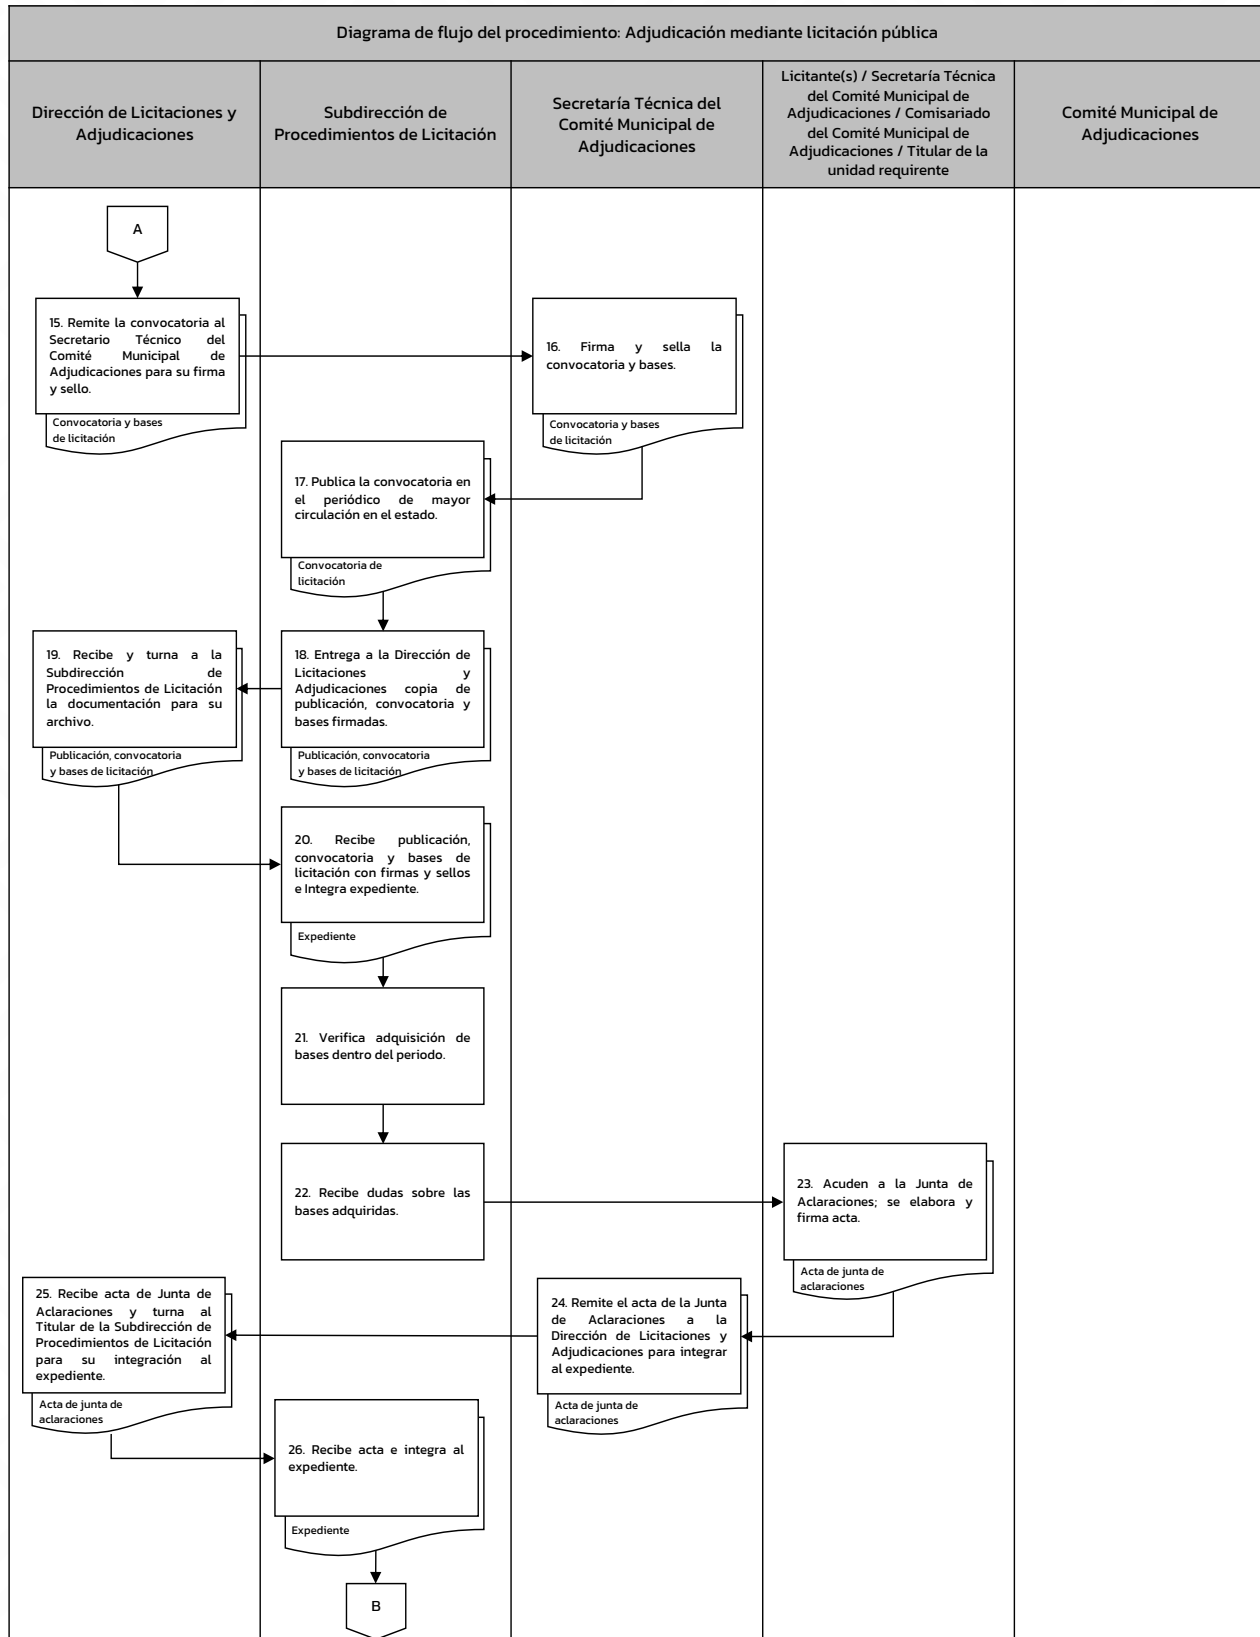 Diagrama de flujo del procedimiento: Adjudicación mediante licitación pública
Dirección de Licitaciones y
Adjudicaciones
Subdirección de
Procedimientos de Licitación
Secretaría Técnica del
Comité Municipal de
Adjudicaciones
Licitante(s) / Secretaría Técnica
del Comité Municipal de
Adjudicaciones / Comisariado
del Comité Municipal de
Adjudicaciones / Titular de la
unidad requirente
Comité Municipal de
Adjudicaciones
A
15. Remite la convocatoria al
Secretario Técnico del
Comité Municipal de
Adjudicaciones para su firma
y sello.
Convocatoria y bases
de licitación
16. Firma y sella la
convocatoria y bases.
Convocatoria y bases
de licitación
17. Publica la convocatoria en
el periódico de mayor
circulación en el estado.
Convocatoria de
licitación
18. Entrega a la Dirección de
Licitaciones y
Adjudicaciones copia de
publicación, convocatoria y
bases firmadas.
Publicación, convocatoria
y bases de licitación
19. Recibe y turna a la
Subdirección de
Procedimientos de Licitación
la documentación para su
archivo.
Publicación, convocatoria
y bases de licitación
20. Recibe publicación,
convocatoria y bases de
licitación con firmas y sellos
e Integra expediente.
Expediente
21. Verifica adquisición de
bases dentro del periodo.
22. Recibe dudas sobre las
bases adquiridas.
23. Acuden a la Junta de
Aclaraciones; se elabora y
firma acta.
Acta de junta de
aclaraciones
24. Remite el acta de la Junta
de Aclaraciones a la
Dirección de Licitaciones y
Adjudicaciones para integrar
al expediente.
Acta de junta de
aclaraciones
25. Recibe acta de Junta de
Aclaraciones y turna al
Titular de la Subdirección de
Procedimientos de Licitación
para su integración al
expediente.
Acta de junta de
aclaraciones
26. Recibe acta e integra al
expediente.
Expediente
B